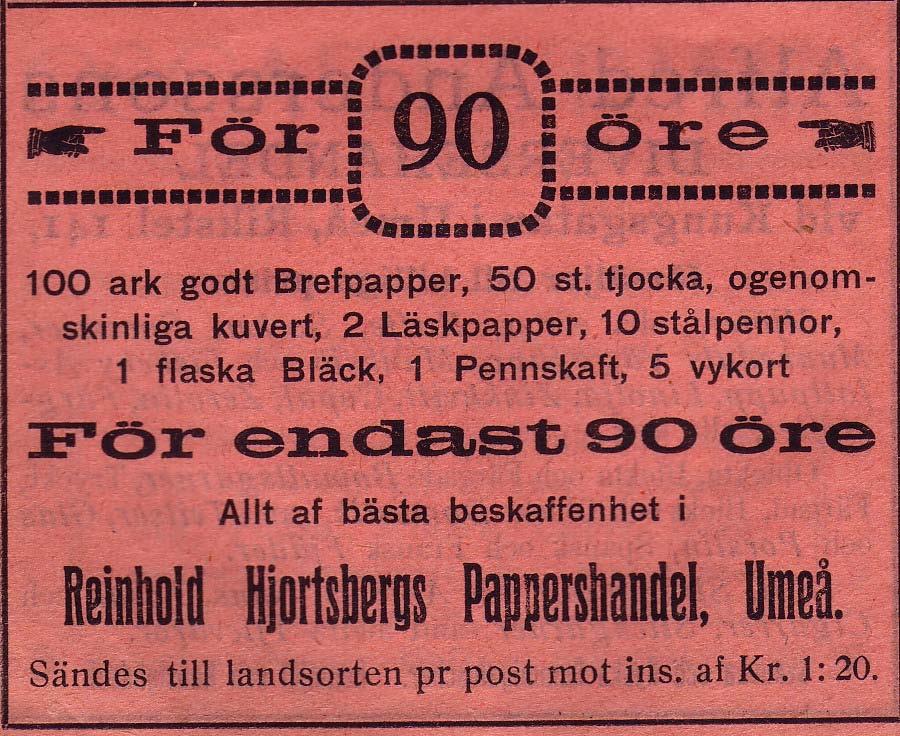 För 90 öre
100 ark godt Brefpapper, 50 st. tjocka, ogenom-
skinliga kuvert, 2 Läskpapper, 10 stålpennor,
1 flaska Bläck, 1 Pennskaft, 5 vykort
För endast 90 öre
Allt af bästa beskaffenhet i
Reinhold Hjortsbergs Pappershandel, Umeå.
Sändes till landsorten pr post mot ins. af Kr. 1: 20.